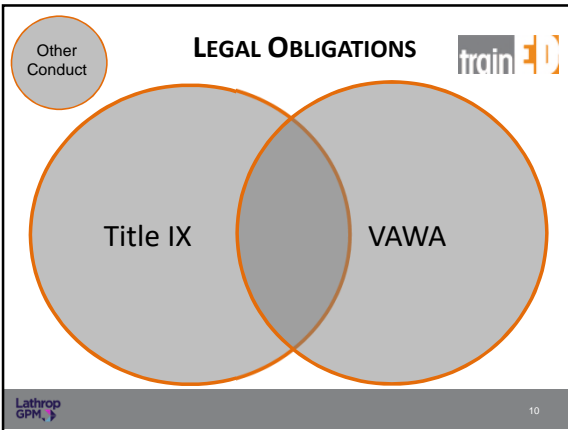 Other
Conduct
LEGAL OBLIGATIONS
train ED
Title IX
VAWA
Lathrop
GPM
10